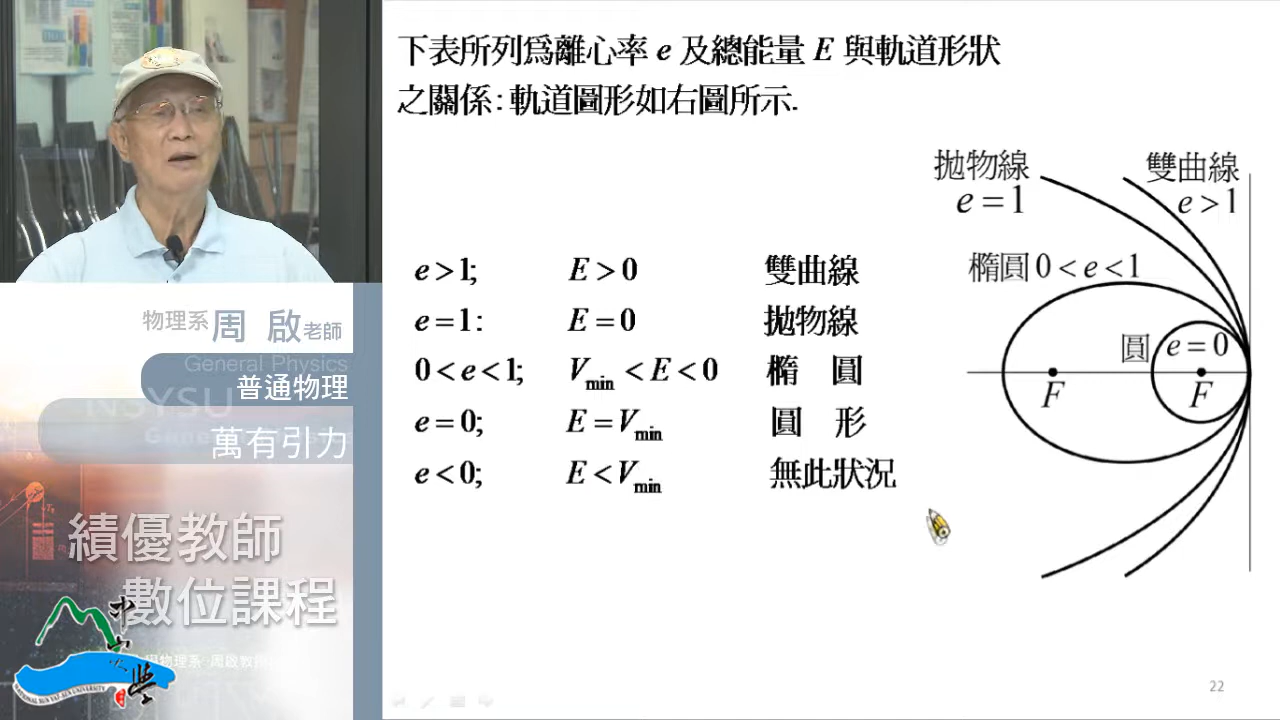 下表所列為離心率 e 及總能量 E 與軌道形狀
之關係:軌道圖形如右圖所示.
拋物線
e=1
雙曲線
e>1
橢圓 0<e<1
圓 e=0
F
F
e>1; E>0 雙曲線
e=1: E=0 拋物線
0<e<1; Vmin<E<0 橢 圓
e=0; E=Vmin 圓 形
e<0; E<Vmin 無此狀況
物理系 周 啟 老師
General Physics
普通物理
NSYSU
萬有引力
績優教師
數位課程
22